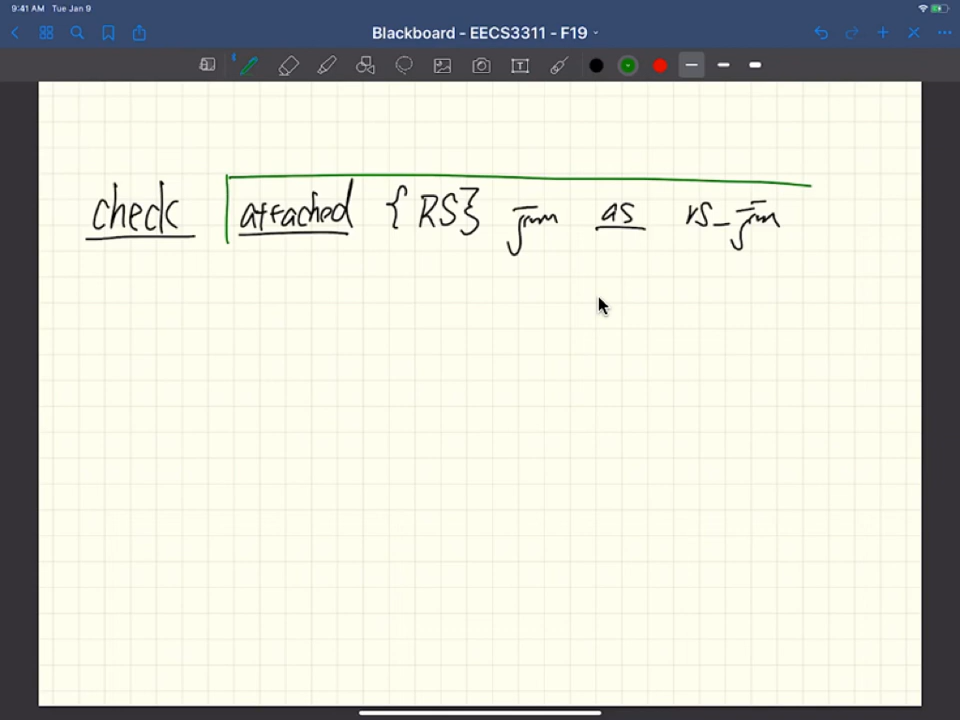 9:41 AM Tue Jan 9
Blackboard - EECS3311 - F19
check attached {RS} jim as rs_jim